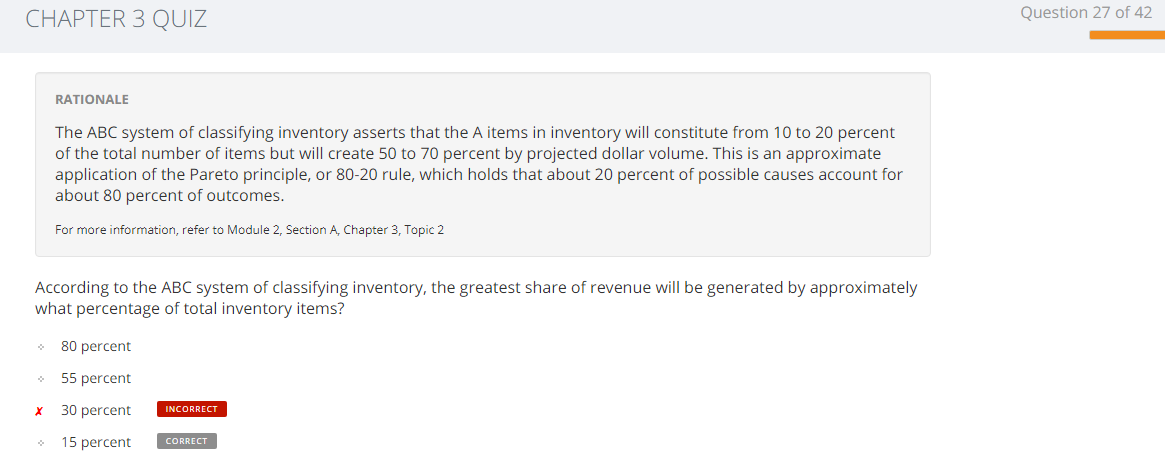 CHAPTER 3 QUIZ
Question 27 of 42
RATIONALE
The ABC system of classifying inventory asserts that the A items in inventory will constitute from 10 to 20 percent
of the total number of items but will create 50 to 70 percent by projected dollar volume. This is an approximate
application of the Pareto principle, or 80-20 rule, which holds that about 20 percent of possible causes account for
about 80 percent of outcomes.
For more information, refer to Module 2, Section A, Chapter 3, Topic 2
According to the ABC system of classifying inventory, the greatest share of revenue will be generated by approximately
what percentage of total inventory items?
80 percent
55 percent
✗ 30 percent INCORRECT
15 percent CORRECT